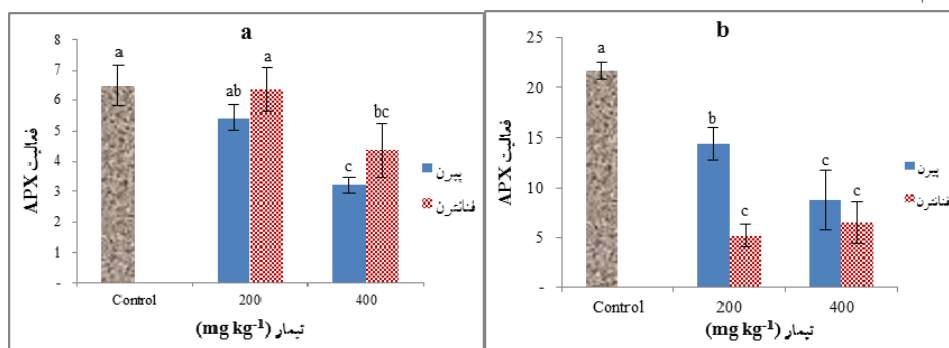 a
8
7
6
5
4
3
2
1
-
فعالیت APX
a
ab
a
c
bc
Control
200
400
تیمار (mg kg-1)
پیرن
فنانترن
b
25
20
15
10
5
-
فعالیت APX
a
b
c
c
c
Control
200
400
تیمار (mg kg-1)
پیرن
فنانترن